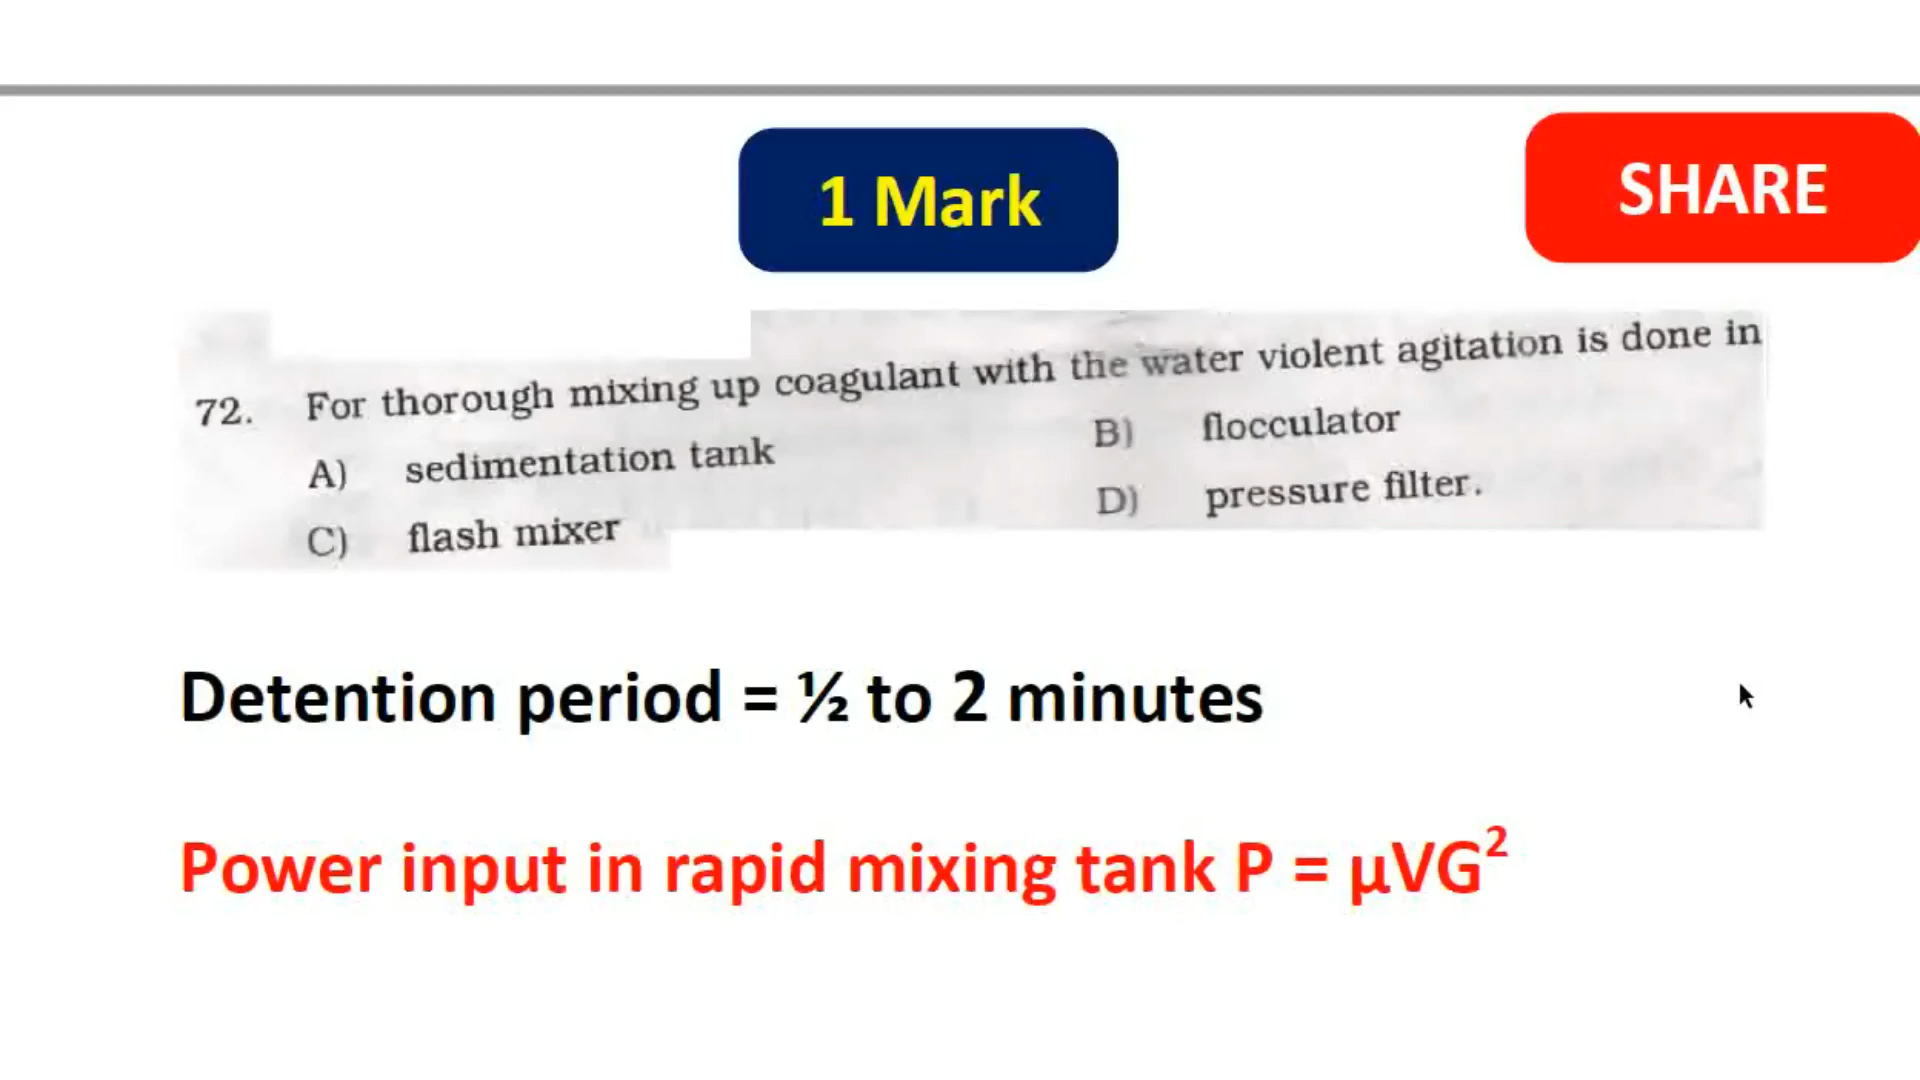 1 Mark
SHARE
72. For thorough mixing up coagulant with the water violent agitation is done in
A) sedimentation tank B) flocculator
C) flash mixer D) pressure filter.
Detention period = ½ to 2 minutes
Power input in rapid mixing tank P = µVG²